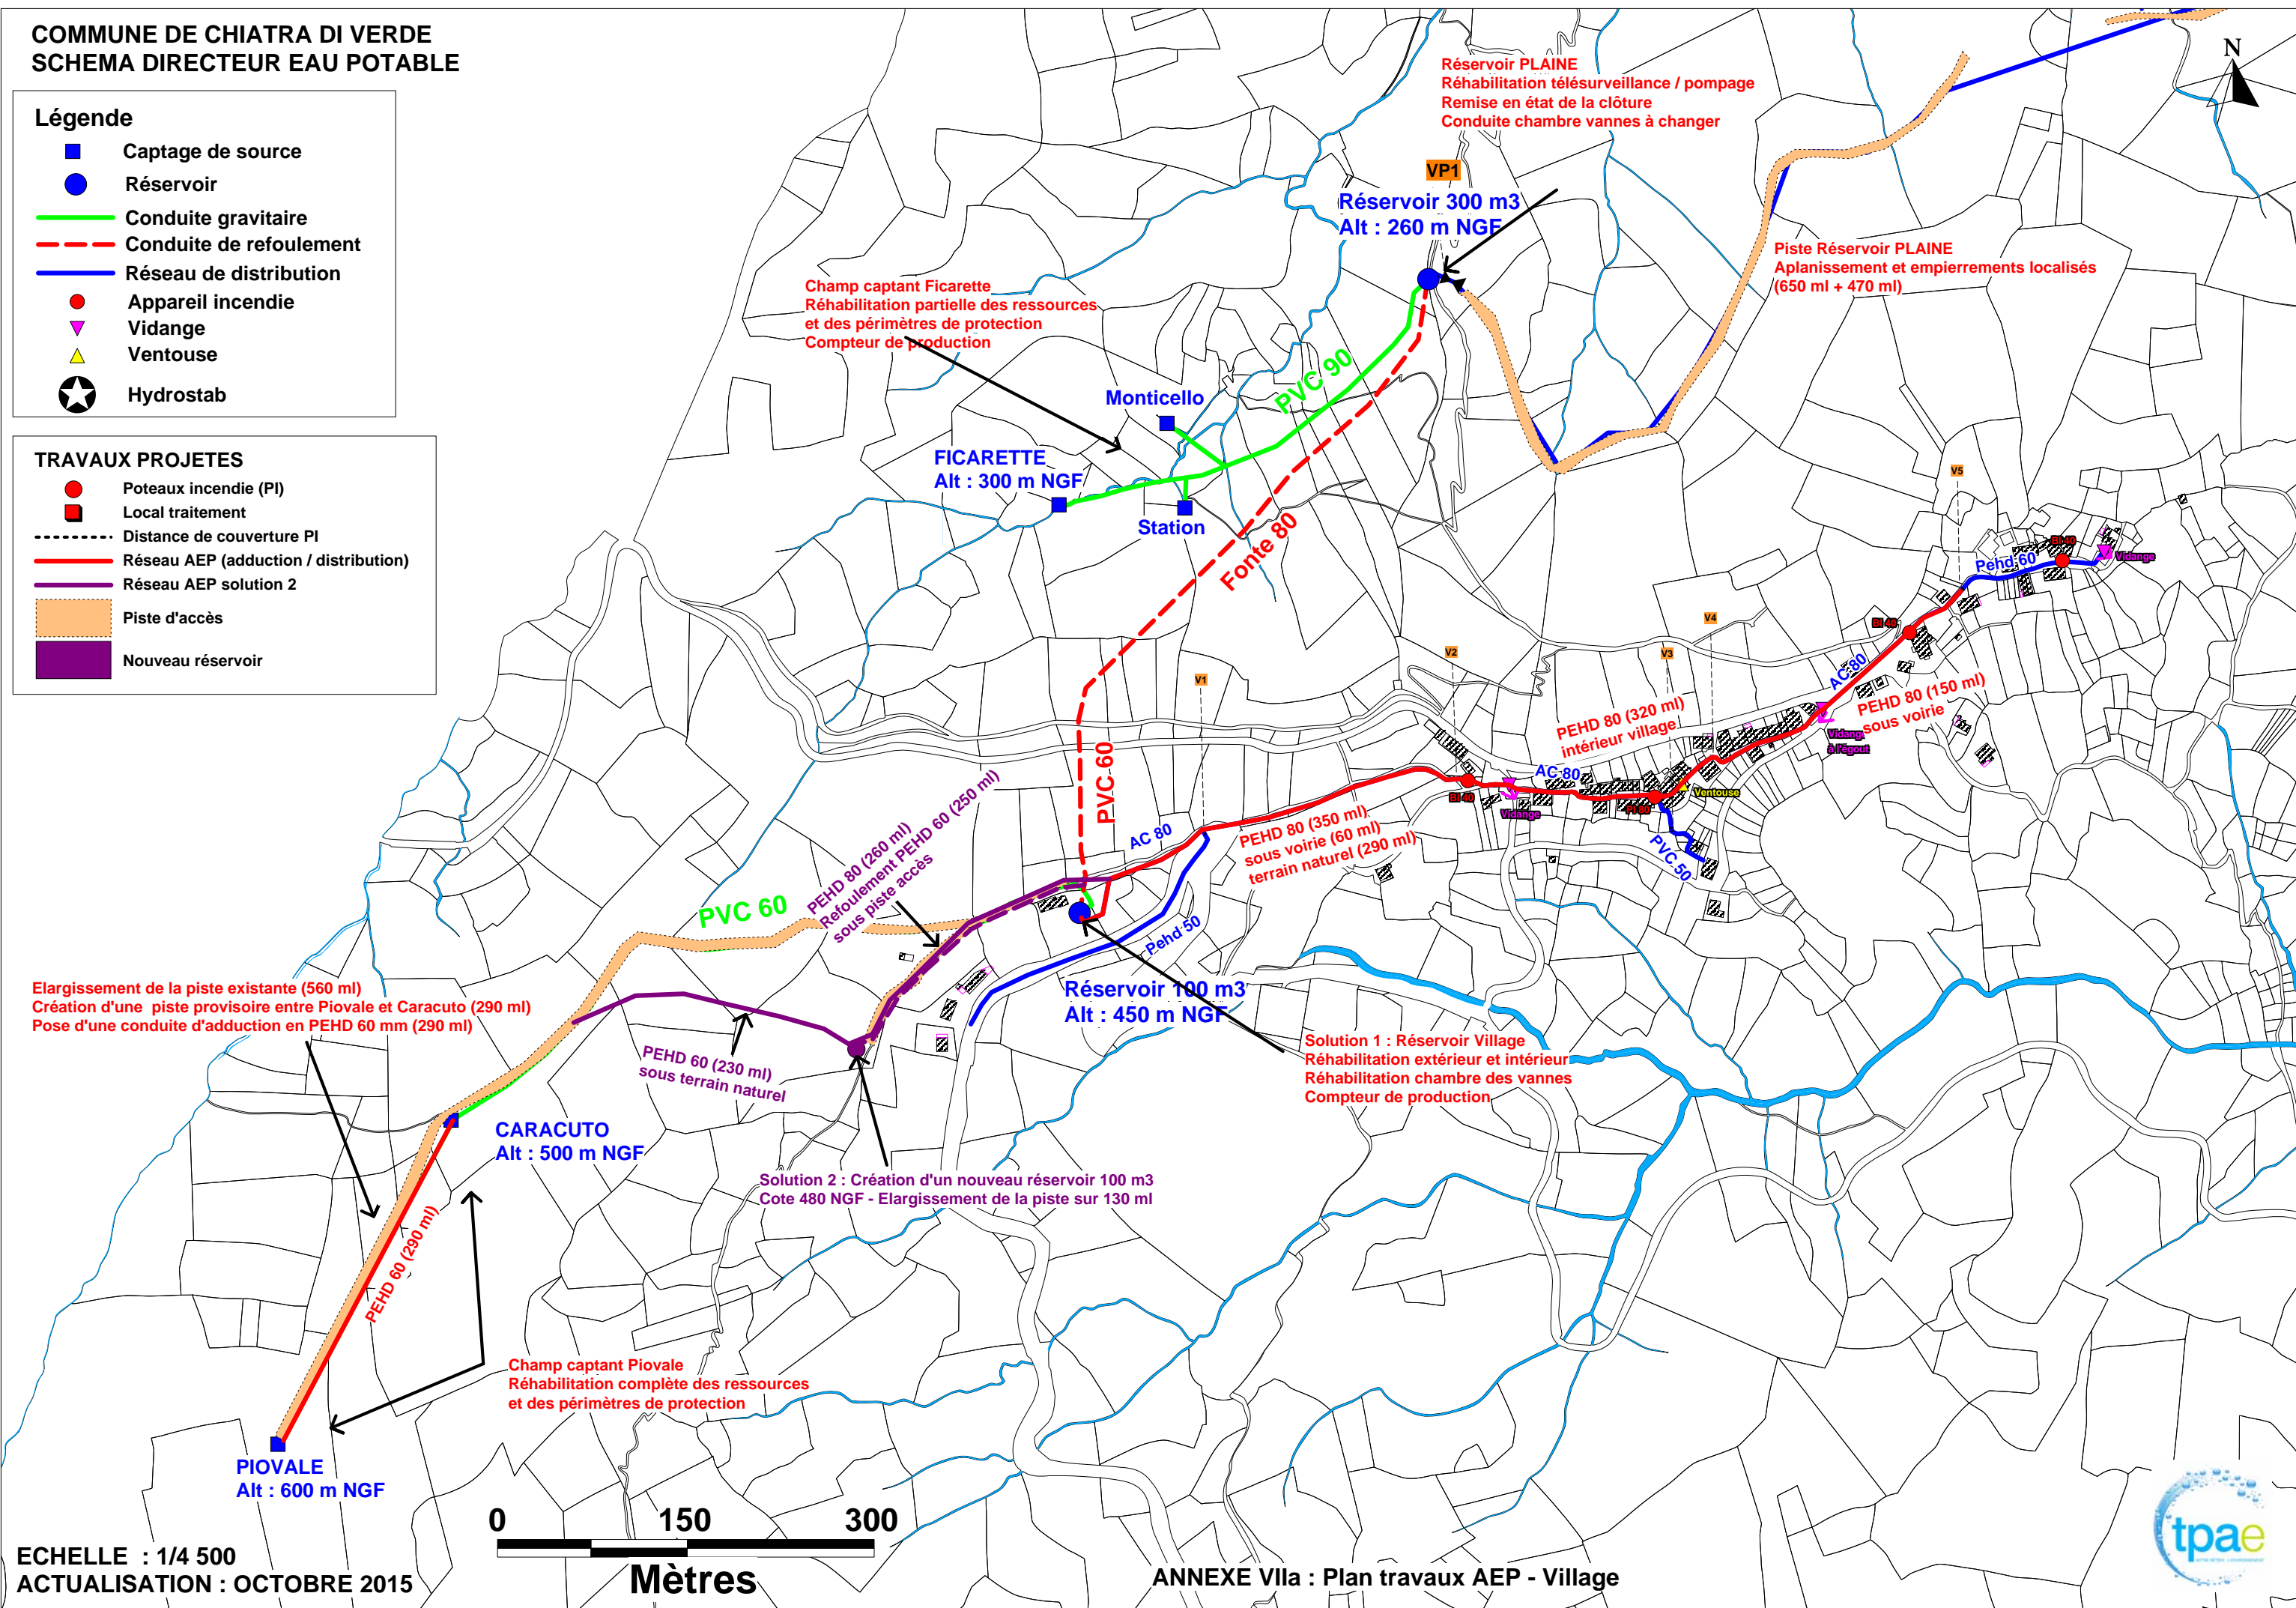 COMMUNE DE CHIATRA DI VERDE
SCHEMA DIRECTEUR EAU POTABLE
Légende
Captage de source
Réservoir
Conduite gravitaire
Conduite de refoulement
Réseau de distribution
Appareil incendie
Vidange
Ventouse
Hydrostab
TRAVAUX PROJETES
Poteaux incendie (PI)
Local traitement
Distance de couverture PI
Réseau AEP (adduction / distribution)
Réseau AEP solution 2
Piste d'accès
Nouveau réservoir
N
Réservoir PLAINE
Réhabilitation télésurveillance / pompage
Remise en état de la clôture
Conduite chambre vannes à changer
VP1
Réservoir 300 m3
Alt : 260 m NGF
Piste Réservoir PLAINE
Aplanissement et empierrements localisés
(650 ml + 470 ml)
Champ captant Ficarette
Réhabilitation partielle des ressources
et des périmètres de protection
Compteur de production
PVC 90
Monticello
FICARETTE
Alt : 300 m NGF
Station
Fonte 80
V5
BI 40
Pehd 60
Vidange
V4
BI 40
V3
V2
V1
AC 80
PEHD 80 (150 ml)
sous voirie
PEHD 80 (320 ml)
intérieur village
Vidang
à l'égout
PVC 60
AC 80
BI 40
Vidange
PI 60
Ventouse
PVC 50
AC 80
PEHD 80 (350 ml)
sous voirie (60 ml)
terrain naturel (290 ml)
PEHD 80 (260 ml)
Refoulement PEHD 60 (250 ml)
sous piste accès
PVC 60
Pehd 50
Elargissement de la piste existante (560 ml)
Création d'une piste provisoire entre Piovale et Caracuto (290 ml)
Pose d'une conduite d'adduction en PEHD 60 mm (290 ml)
Réservoir 100 m3
Alt : 450 m NGF
Solution 1 : Réservoir Village
Réhabilitation extérieur et intérieur
Réhabilitation chambre des vannes
Compteur de production
PEHD 60 (230 ml)
sous terrain naturel
CARACUTO
Alt : 500 m NGF
Solution 2 : Création d'un nouveau réservoir 100 m3
Cote 480 NGF - Elargissement de la piste sur 130 ml
PEHD 60 (290 ml)
Champ captant Piovale
Réhabilitation complète des ressources
et des périmètres de protection
PIOVALE
Alt : 600 m NGF
0 150 300
Mètres
ECHELLE : 1/4 500
ACTUALISATION : OCTOBRE 2015
ANNEXE VIIa : Plan travaux AEP - Village
tpae